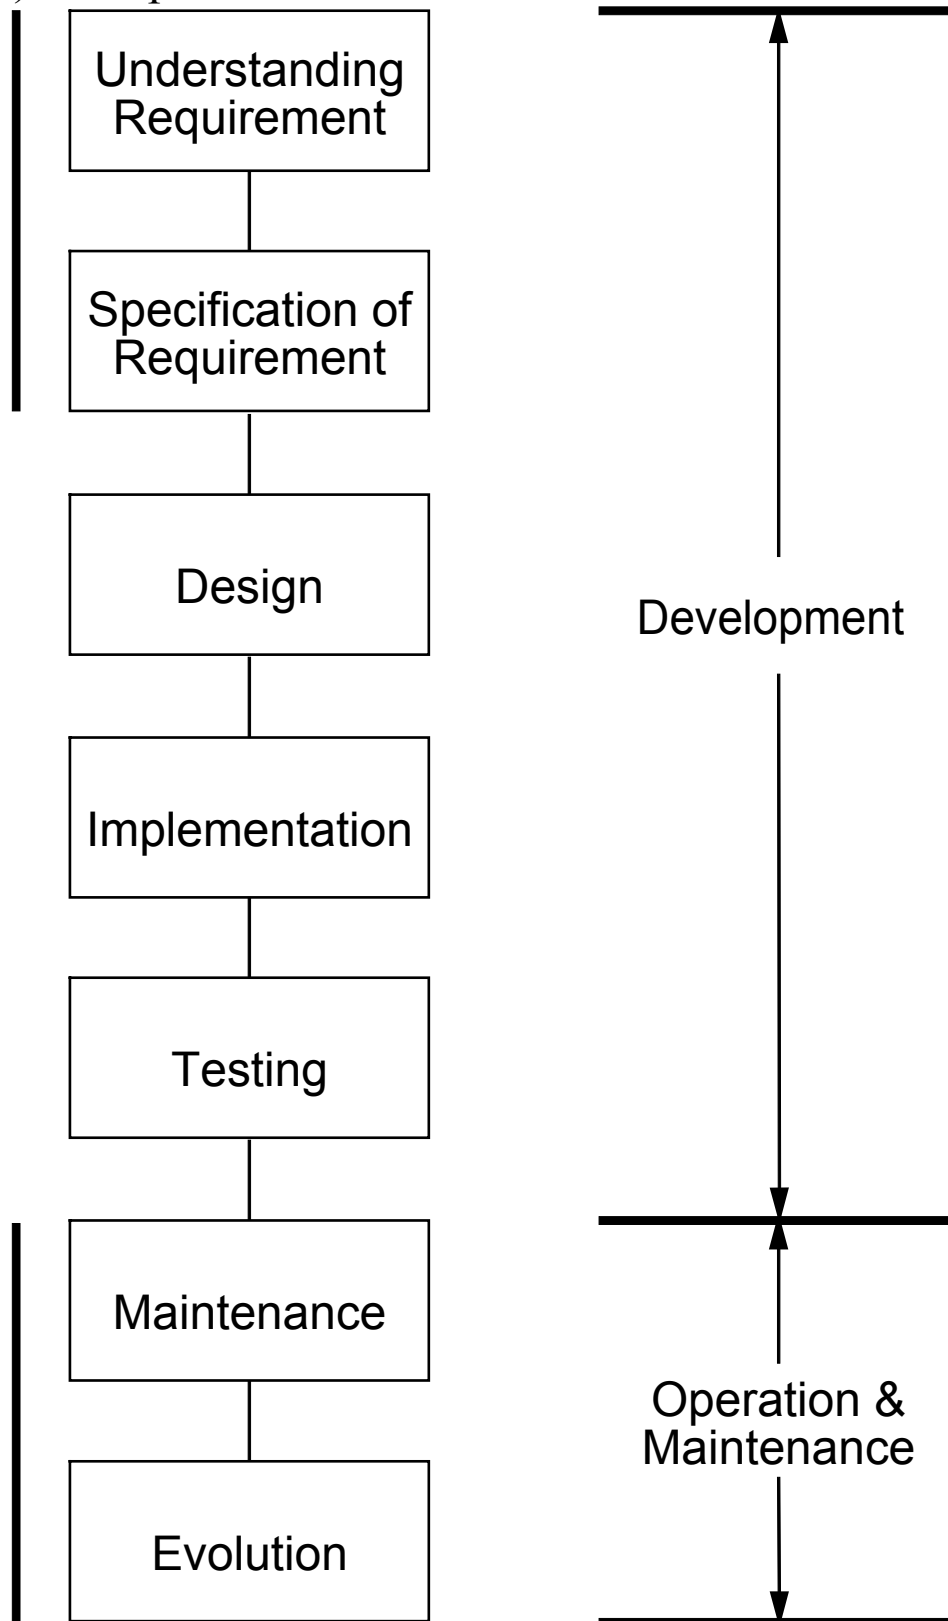 Understanding
Requirement
Specification of
Requirement
Design
Development
Implementation
Testing
Maintenance
Operation &
Maintenance
Evolution